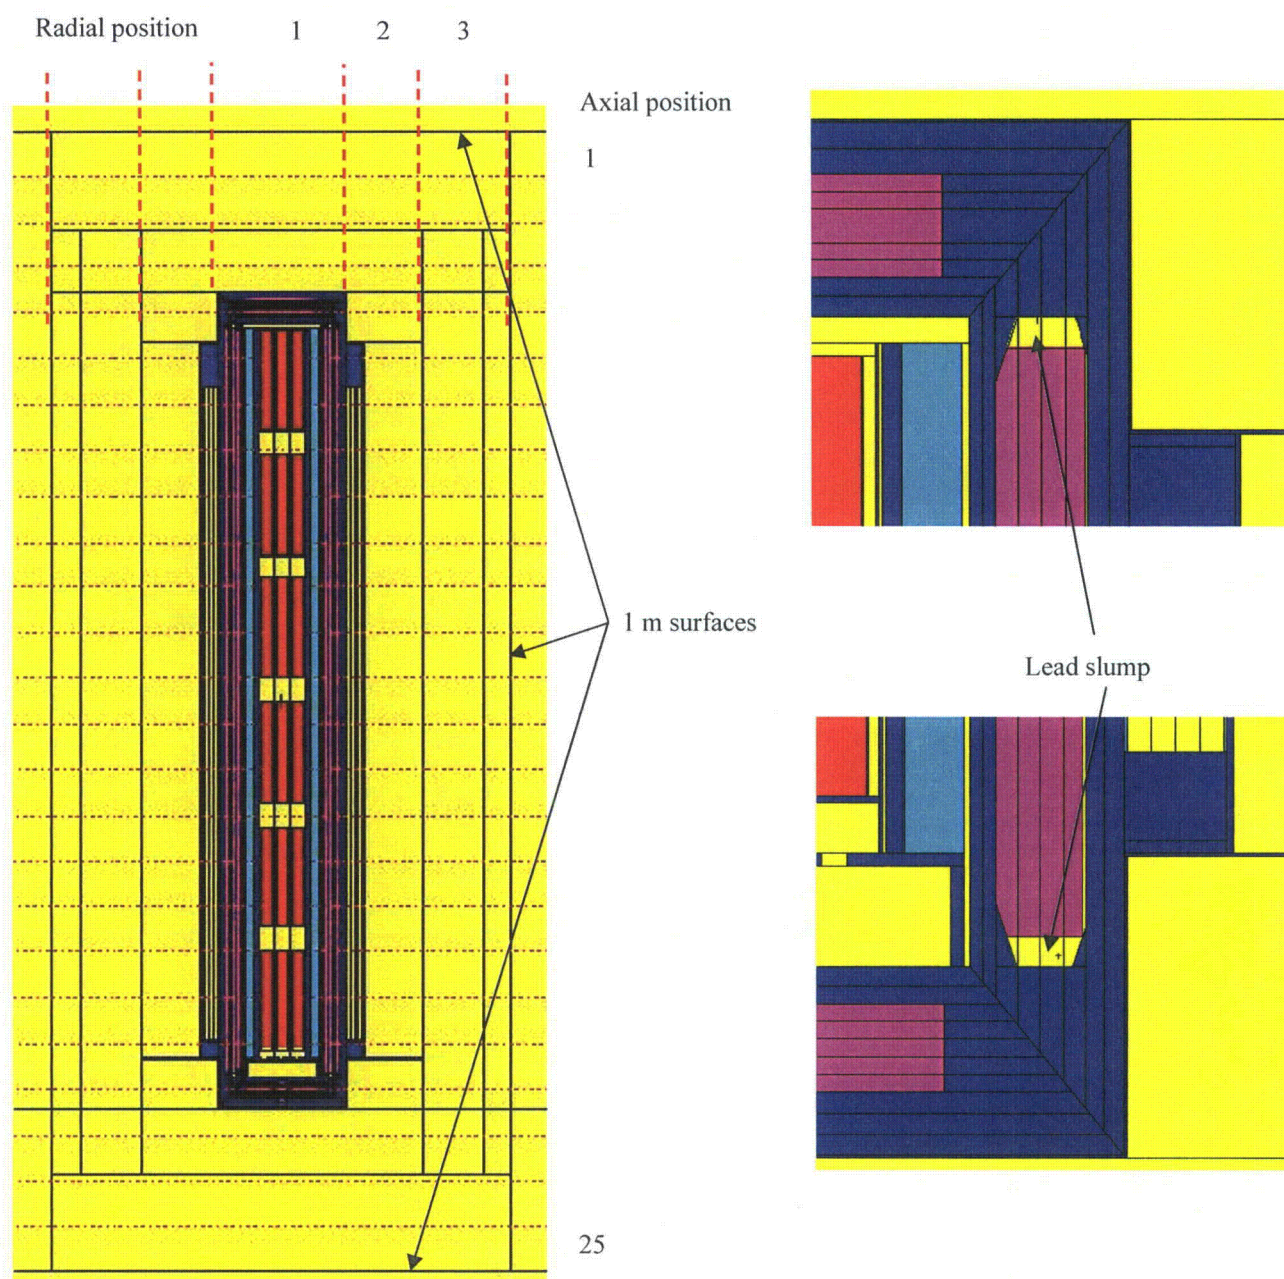 Radial position 1 2 3
Axial position
1
1 m surfaces
Lead slump
25